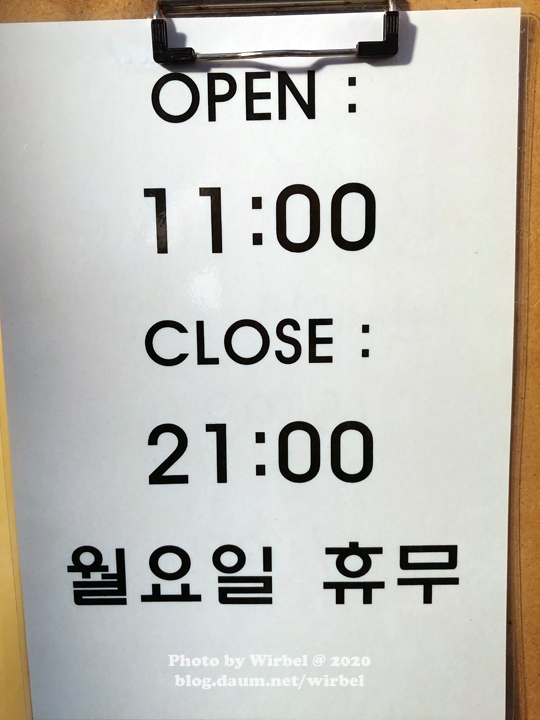 OPEN :
11:00
CLOSE :
21:00
월요일 휴무
Photo by Wirbel @ 2020
blog.daum.net/wirbel